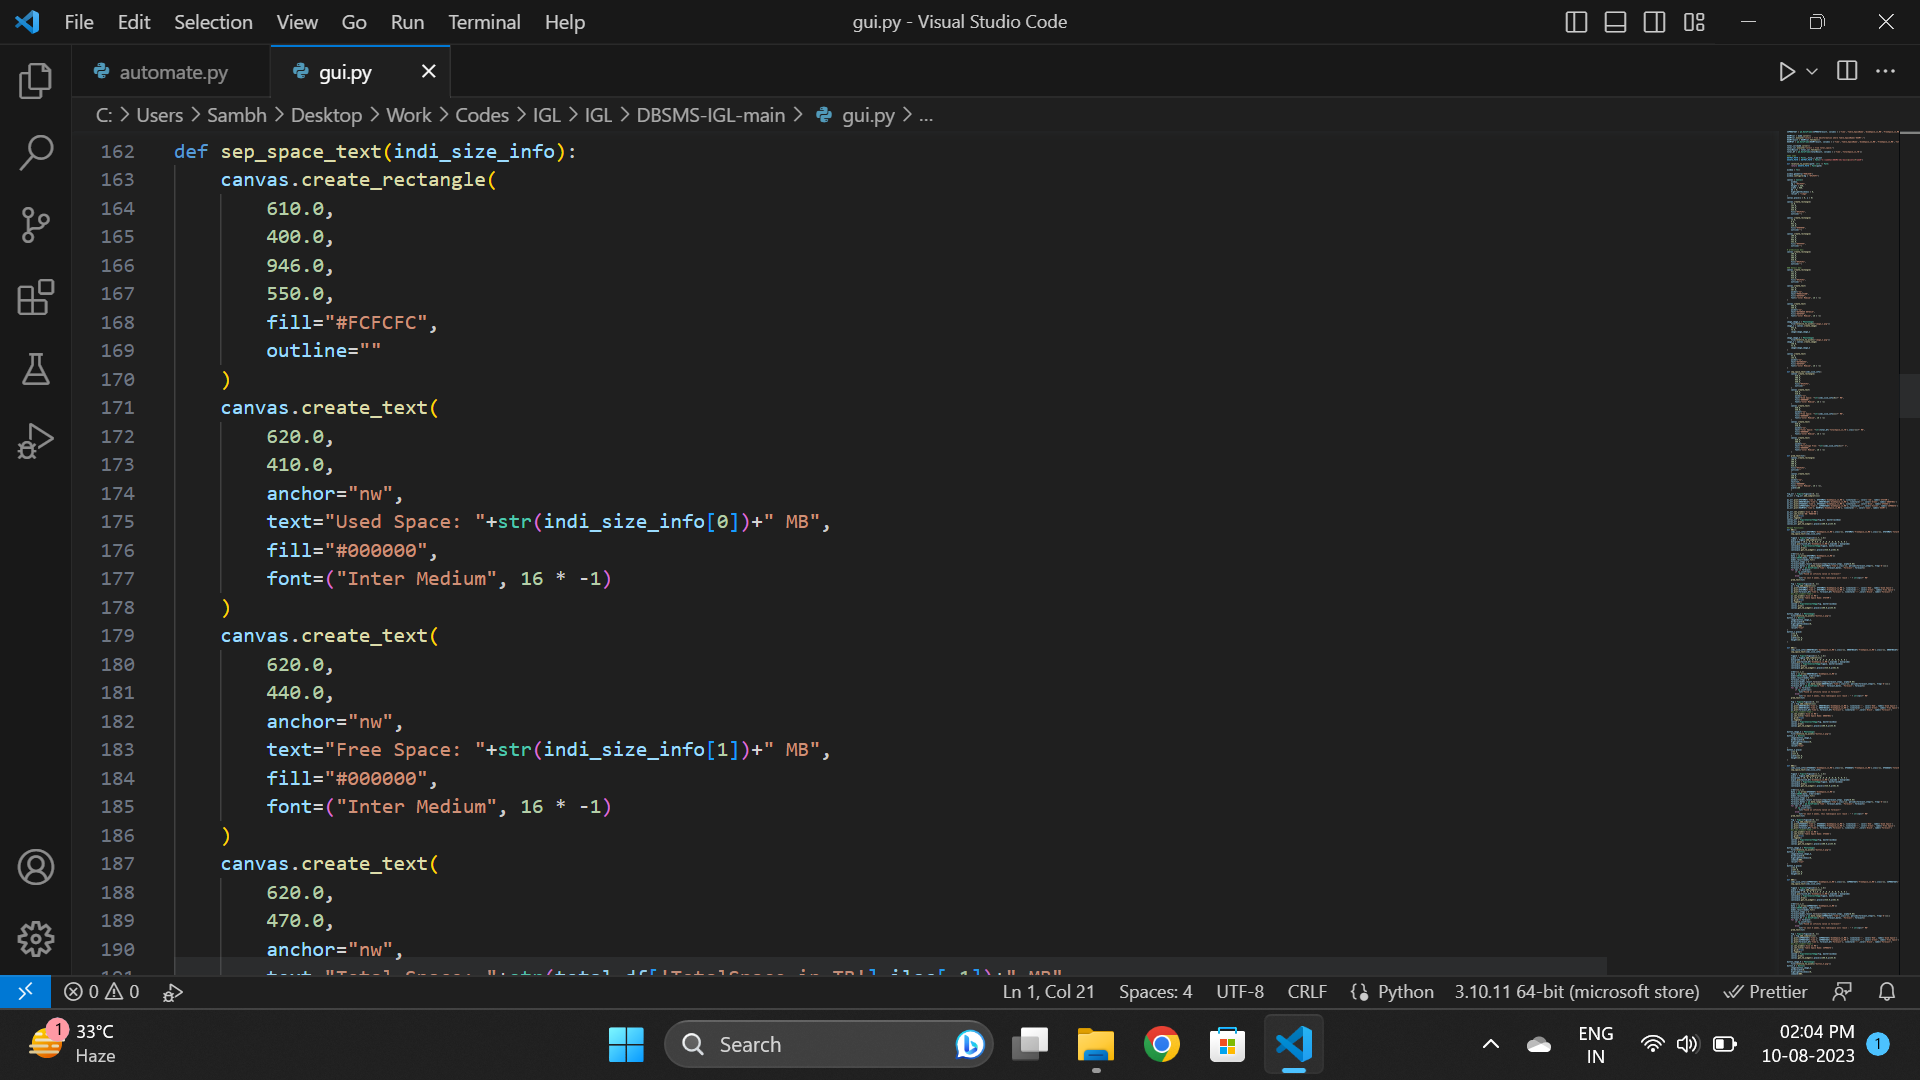 File Edit Selection View Go Run Terminal Help
gui.py - Visual Studio Code
automate.py
gui.py
C: > Users > Sambh > Desktop > Work > Codes > IGL > IGL > DBSMS-IGL-main > gui.py > ...
162 def sep_space_text(indi_size_info):
163 canvas.create_rectangle(
164 610.0,
165 400.0,
166 946.0,
167 550.0,
168 fill="#FCFCFC",
169 outline=""
170 )
171 canvas.create_text(
172 620.0,
173 410.0,
174 anchor="nw",
175 text="Used Space: "+str(indi_size_info[0])+" MB",
176 fill="#000000",
177 font=("Inter Medium", 16 * -1)
178 )
179 canvas.create_text(
180 620.0,
181 440.0,
182 anchor="nw",
183 text="Free Space: "+str(indi_size_info[1])+" MB",
184 fill="#000000",
185 font=("Inter Medium", 16 * -1)
186 )
187 canvas.create_text(
188 620.0,
189 470.0,
190 anchor="nw",
0 0
Ln 1, Col 21 Spaces: 4 UTF-8 CRLF Python 3.10.11 64-bit (microsoft store) Prettier
1
33°C
Haze
Search
ENG
IN
02:04 PM
10-08-2023
1